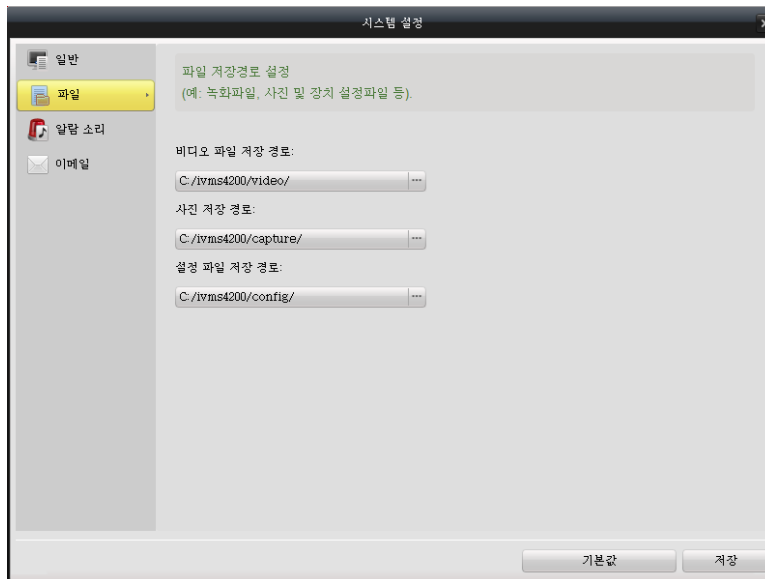 시스템 설정
일반
파일
알람 소리
이메일
파일 저장경로 설정
(예: 녹화파일, 사진 및 장치 설정파일 등).
비디오 파일 저장 경로:
C:/ivms4200/video/
사진 저장 경로:
C:/ivms4200/capture/
설정 파일 저장 경로:
C:/ivms4200/config/
기본값
저장